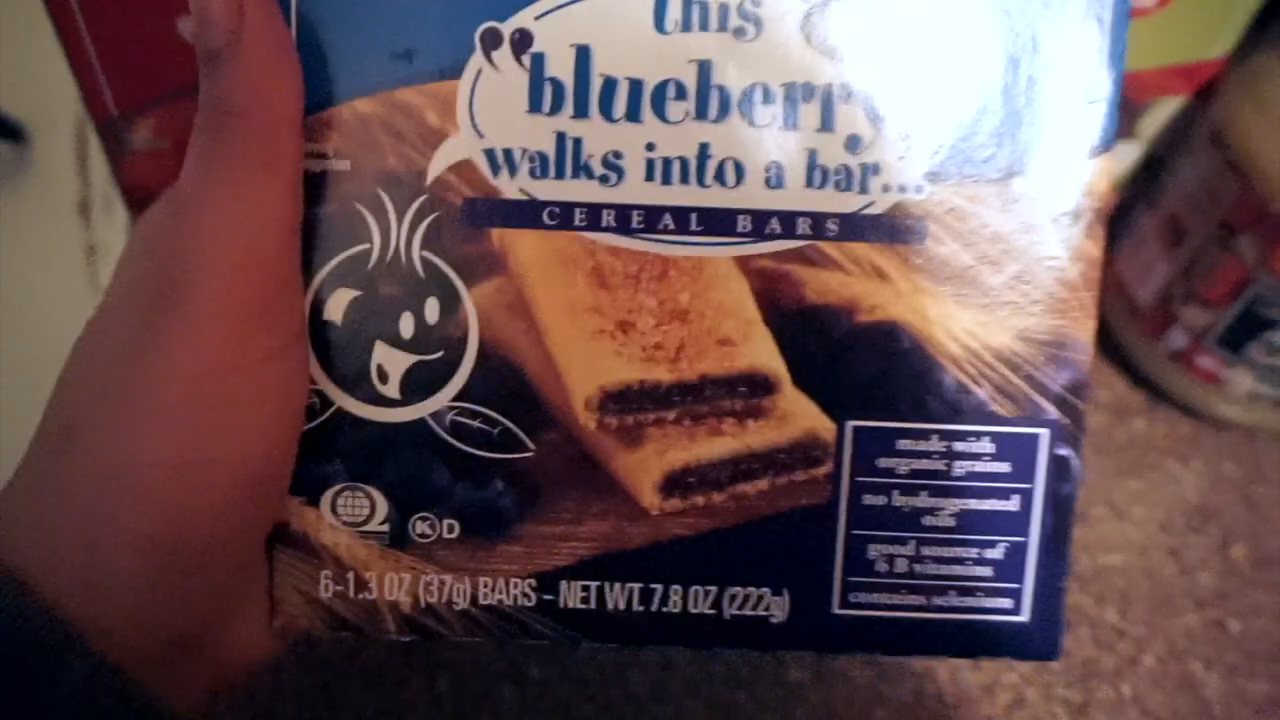 this
blueberry
walks into a bar...
CEREAL BARS
made with
organic grains
no hydrogenated
oils
good source of
6 B vitamins
contains selenium
K D
6-1.3 OZ (37g) BARS - NET WT. 7.8 OZ (222g)